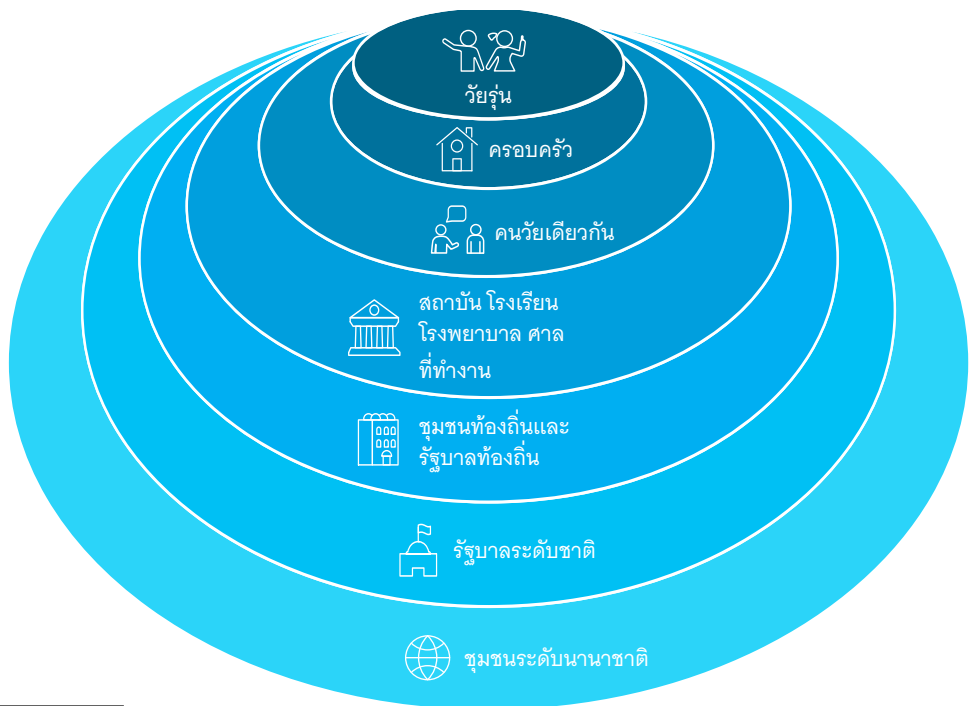 วัยรุ่น
ครอบครัว
คนวัยเดียวกัน
สถาบัน โรงเรียน
โรงพยาบาล ศาล
ที่ทำงาน
ชุมชนท้องถิ่นและ
รัฐบาลท้องถิ่น
รัฐบาลระดับชาติ
ชุมชนระดับนานาชาติ